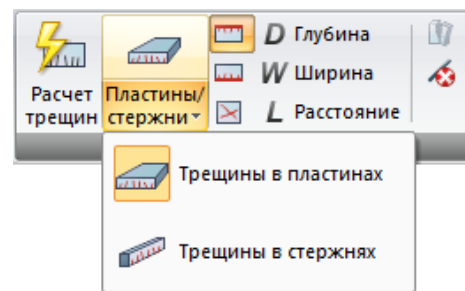 D Глубина
W Ширина
L Расстояние
Расчет
трещин
Пластины/
стержни
Трещины в пластинах
Трещины в стержнях